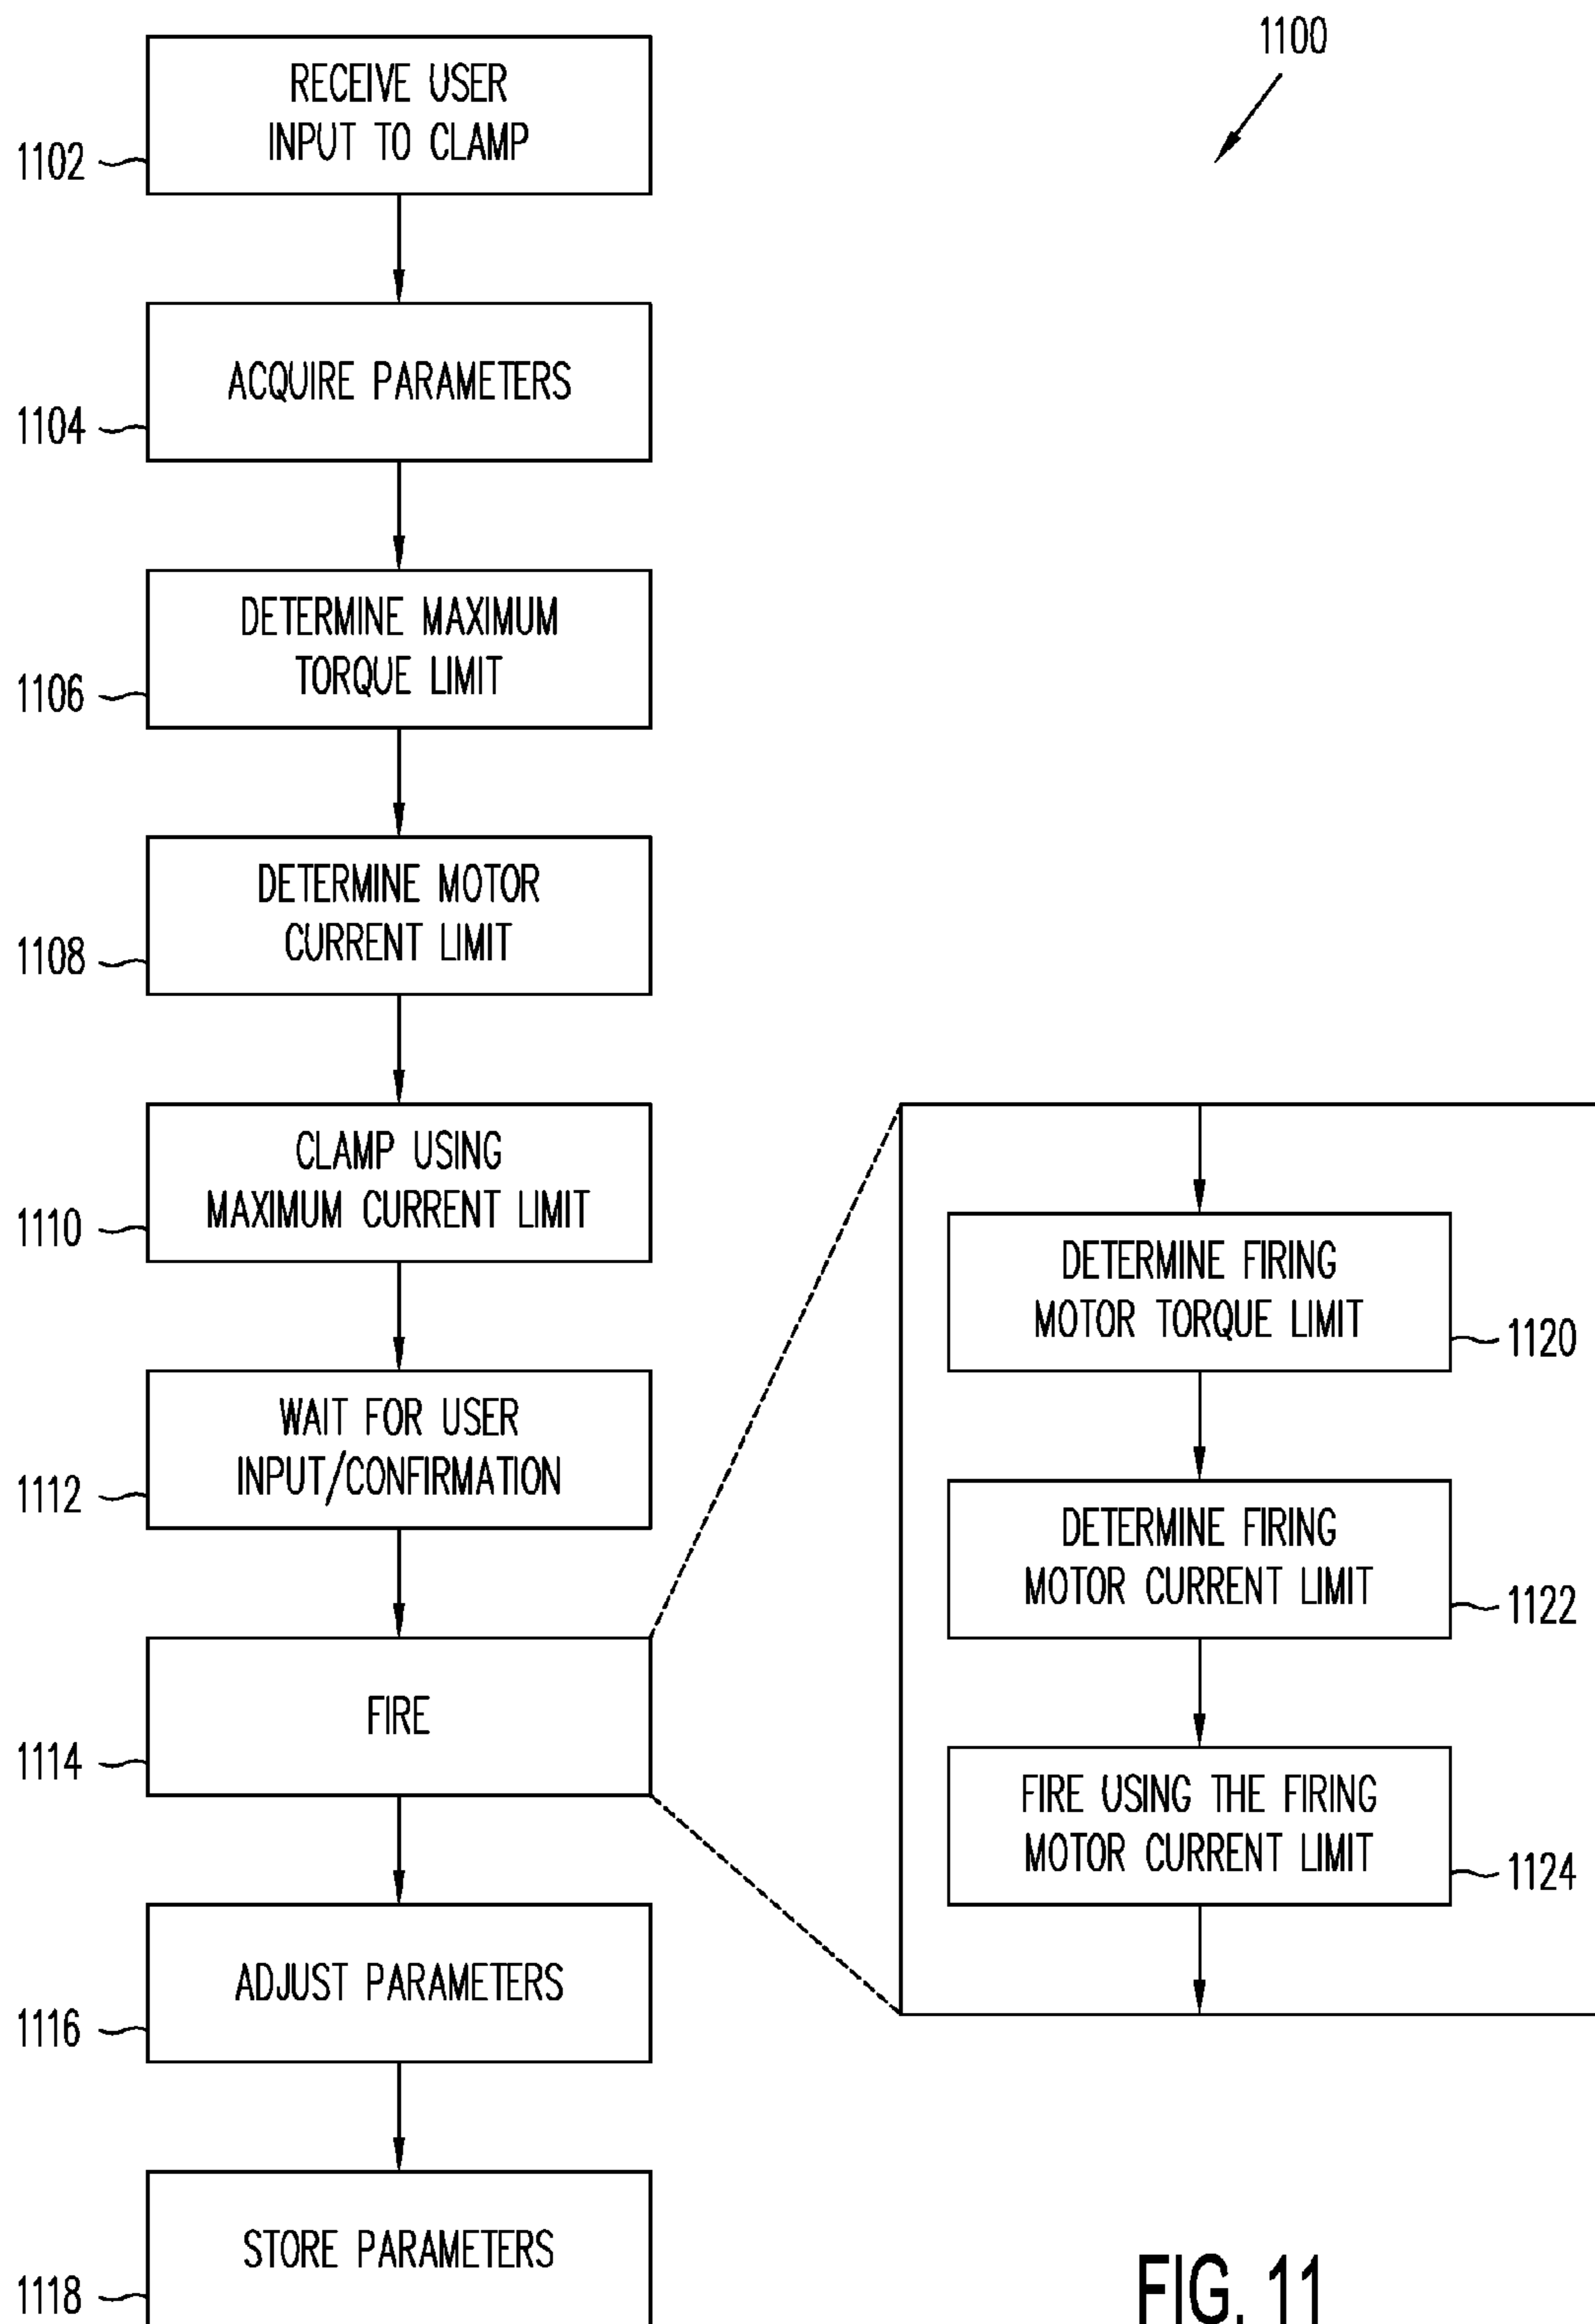 1100
RECEIVE USER
INPUT TO CLAMP
1102
ACQUIRE PARAMETERS
1104
DETERMINE MAXIMUM
TORQUE LIMIT
1106
DETERMINE MOTOR
CURRENT LIMIT
1108
CLAMP USING
MAXIMUM CURRENT LIMIT
1110
WAIT FOR USER
INPUT/CONFIRMATION
1112
FIRE
1114
ADJUST PARAMETERS
1116
STORE PARAMETERS
1118
DETERMINE FIRING
MOTOR TORQUE LIMIT
1120
DETERMINE FIRING
MOTOR CURRENT LIMIT
1122
FIRE USING THE FIRING
MOTOR CURRENT LIMIT
1124
FIG. 11